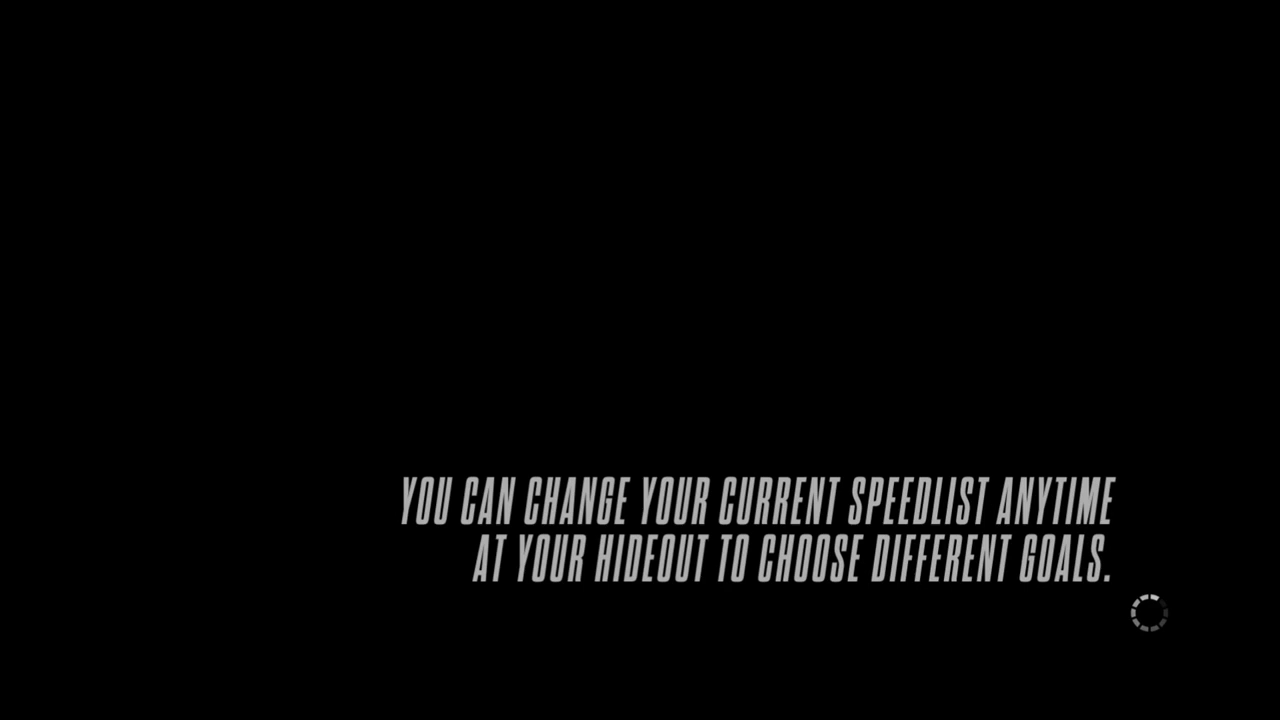 YOU CAN CHANGE YOUR CURRENT SPEEDLIST ANYTIME
AT YOUR HIDEOUT TO CHOOSE DIFFERENT GOALS.